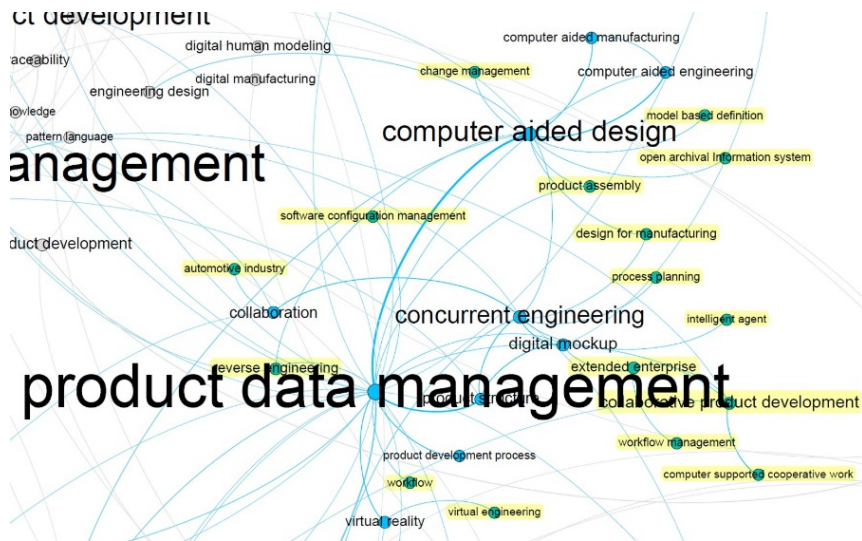 ct development
digital human modeling
computer aided manufacturing
raceability
change management
computer aided engineering
engineering design
digital manufacturing
owledge
model based definition
pattern language
computer aided design
anagement
open archival Information system
product assembly
software configuration management
duct development
design for manufacturing
automotive industry
process planning
collaboration
concurrent engineering
intelligent agent
digital mockup
reverse engineering
extended enterprise
product data management
product structure
collaborative product development
workflow management
product development process
computer supported cooperative work
workflow
virtual engineering
virtual reality